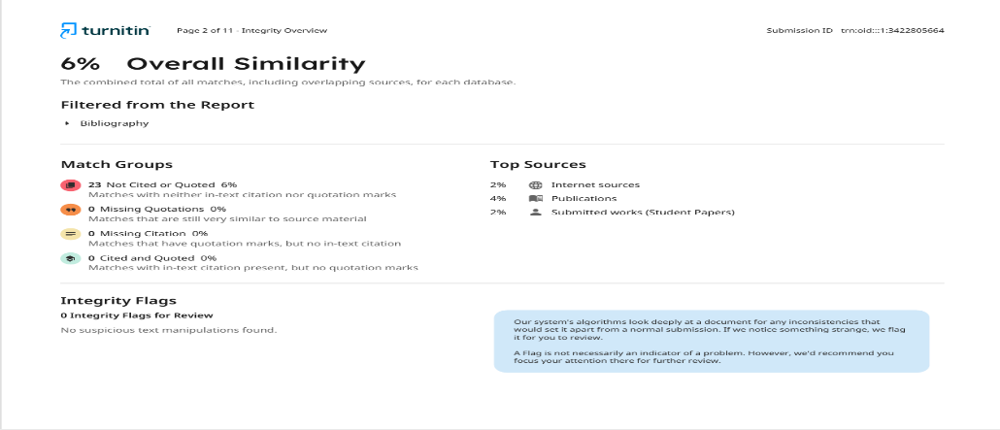 turnitin Page 2 of 11 - Integrity Overview Submission ID trn:oid:::1:3422805664
6% Overall Similarity
The combined total of all matches, including overlapping sources, for each database.
Filtered from the Report
Bibliography
Match Groups
23 Not Cited or Quoted 6%
Matches with neither in-text citation nor quotation marks
0 Missing Quotations 0%
Matches that are still very similar to source material
0 Missing Citation 0%
Matches that have quotation marks, but no in-text citation
0 Cited and Quoted 0%
Matches with in-text citation present, but no quotation marks
Top Sources
2% Internet sources
4% Publications
2% Submitted works (Student Papers)
Integrity Flags
0 Integrity Flags for Review
No suspicious text manipulations found.
Our system's algorithms look deeply at a document for any inconsistencies that
would set it apart from a normal submission. If we notice something strange, we flag
it for you to review.
A Flag is not necessarily an indicator of a problem. However, we'd recommend you
focus your attention there for further review.